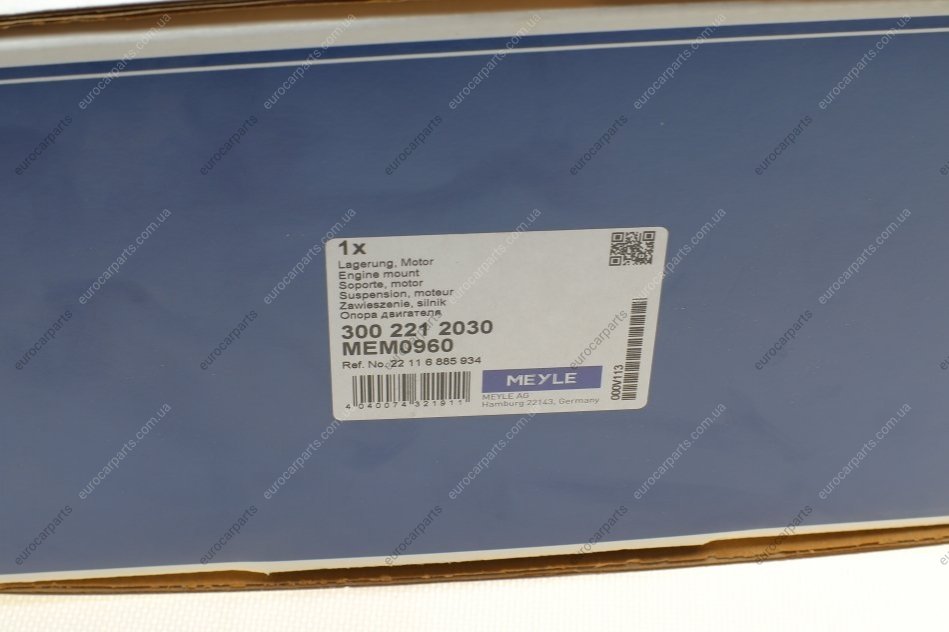 1x
Lagerung, Motor
Engine mount
Soporte, motor
Suspension, moteur
Zawieszenie, silnik
Опора двигателя
300 221 2030
MEM0960
Ref. No. 22 11 6 885 934
4 040074 321911
MEYLE
MEYLE AG
Hamburg 22143, Germany
000V113
eurocarparts.com.ua